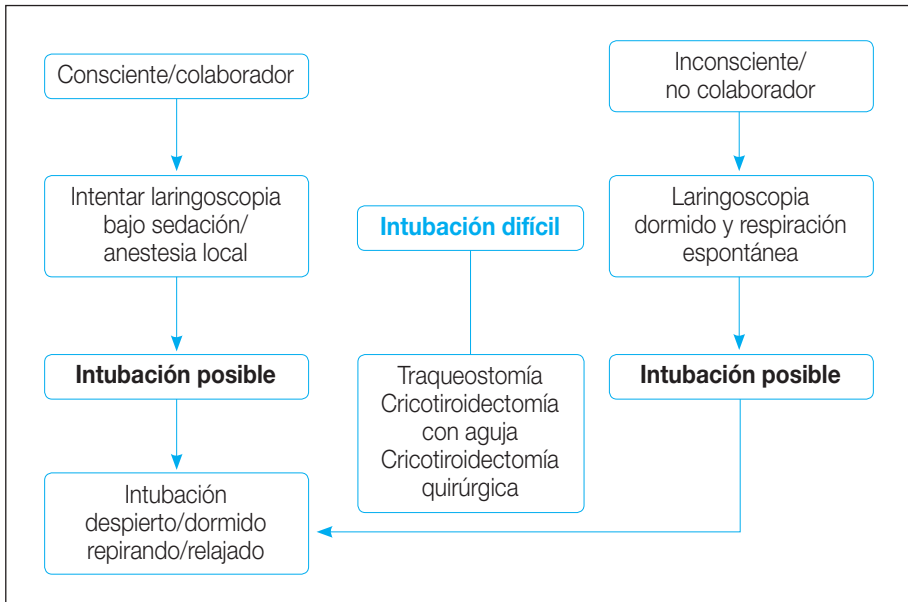 Consciente/colaborador
Inconsciente/
no colaborador
Intentar laringoscopia
bajo sedación/
anestesia local
Intubación difícil
Laringoscopia
dormido y respiración
espontánea
Intubación posible
Traqueostomía
Cricotiroidectomía
con aguja
Cricotiroidectomía
quirúrgica
Intubación posible
Intubación
despierto/dormido
repirando/relajado